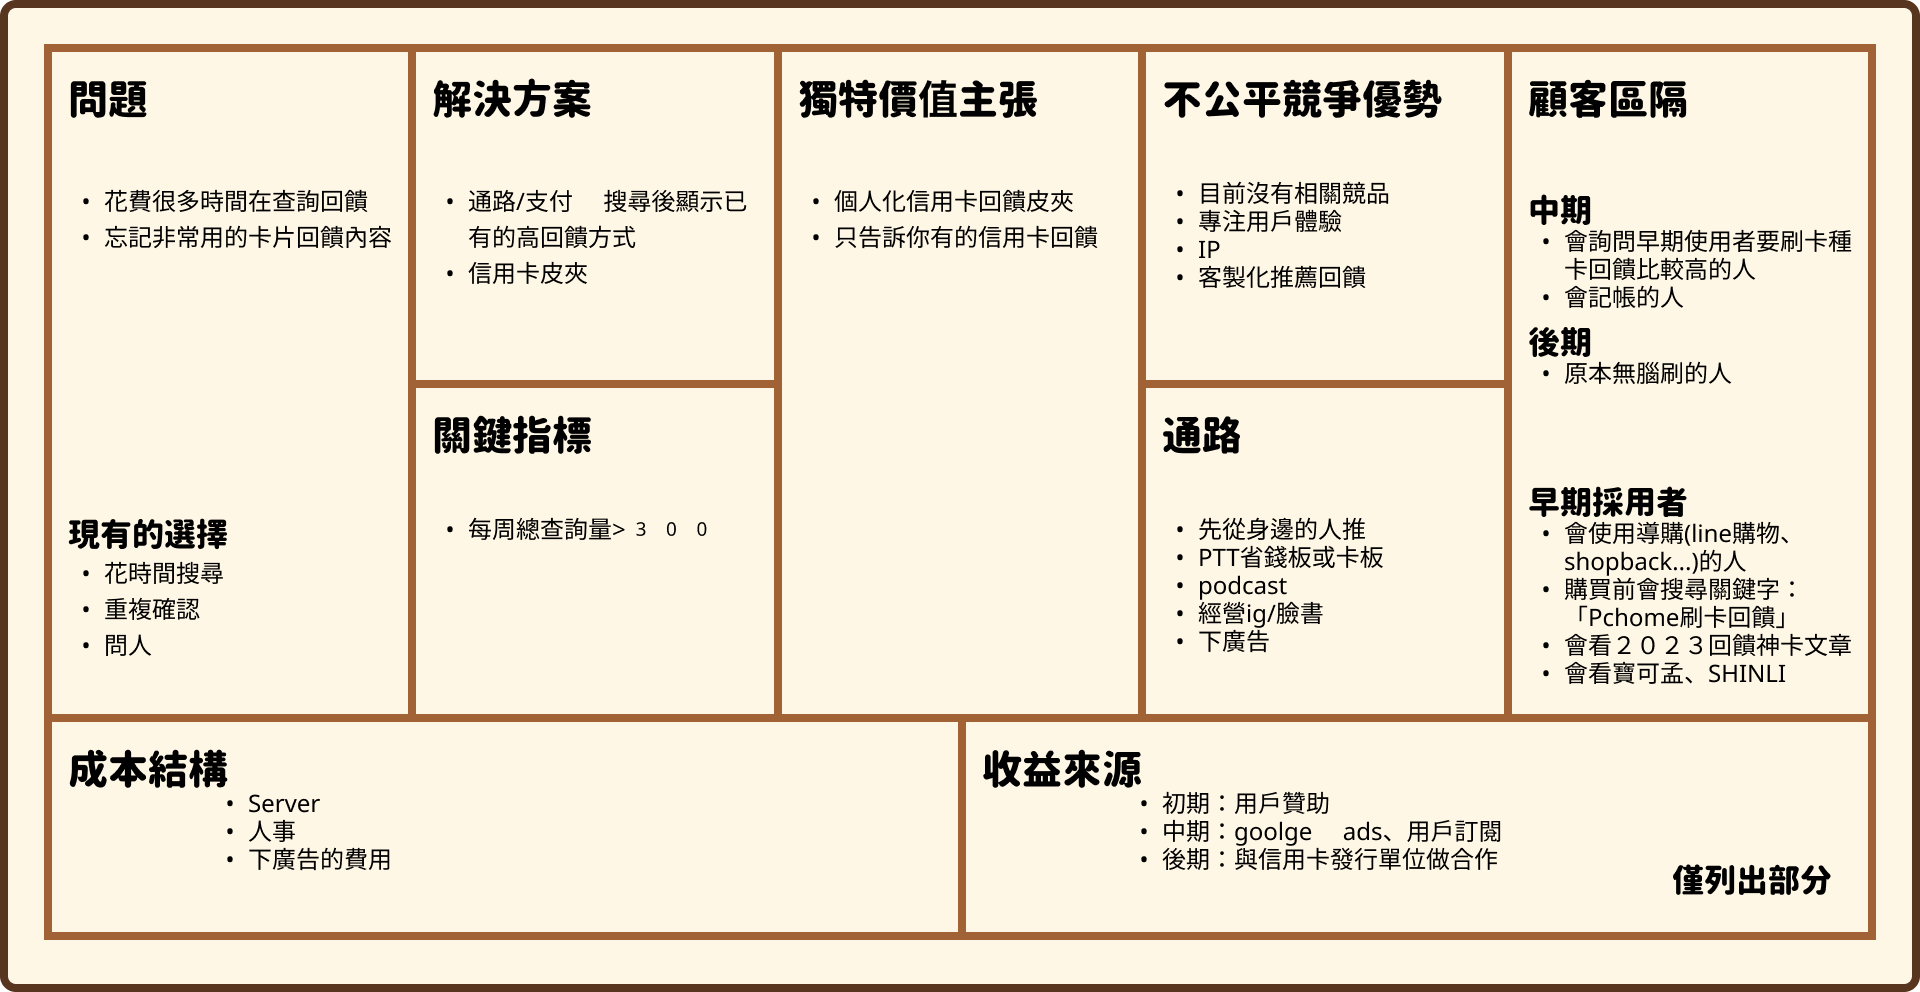 問題
• 花費很多時間在查詢回饋
• 忘記非常用的卡片回饋內容
現有的選擇
• 花時間搜尋
• 重複確認
• 問人
解決方案
• 通路/支付　搜尋後顯示已
有的高回饋方式
• 信用卡皮夾
關鍵指標
• 每周總查詢量>３００
獨特價值主張
• 個人化信用卡回饋皮夾
• 只告訴你有的信用卡回饋
不公平競爭優勢
• 目前沒有相關競品
• 專注用戶體驗
• IP
• 客製化推薦回饋
通路
• 先從身邊的人推
• PTT省錢板或卡板
• podcast
• 經營ig/臉書
• 下廣告
顧客區隔
中期
• 會詢問早期使用者要刷卡種
卡回饋比較高的人
• 會記帳的人
後期
• 原本無腦刷的人
早期採用者
• 會使用導購(line購物、
shopback...)的人
• 購買前會搜尋關鍵字：
「Pchome刷卡回饋」
• 會看２０２３回饋神卡文章
• 會看寶可孟、SHINLI
成本結構
• Server
• 人事
• 下廣告的費用
收益來源
• 初期：用戶贊助
• 中期：goolge　ads、用戶訂閱
• 後期：與信用卡發行單位做合作
僅列出部分